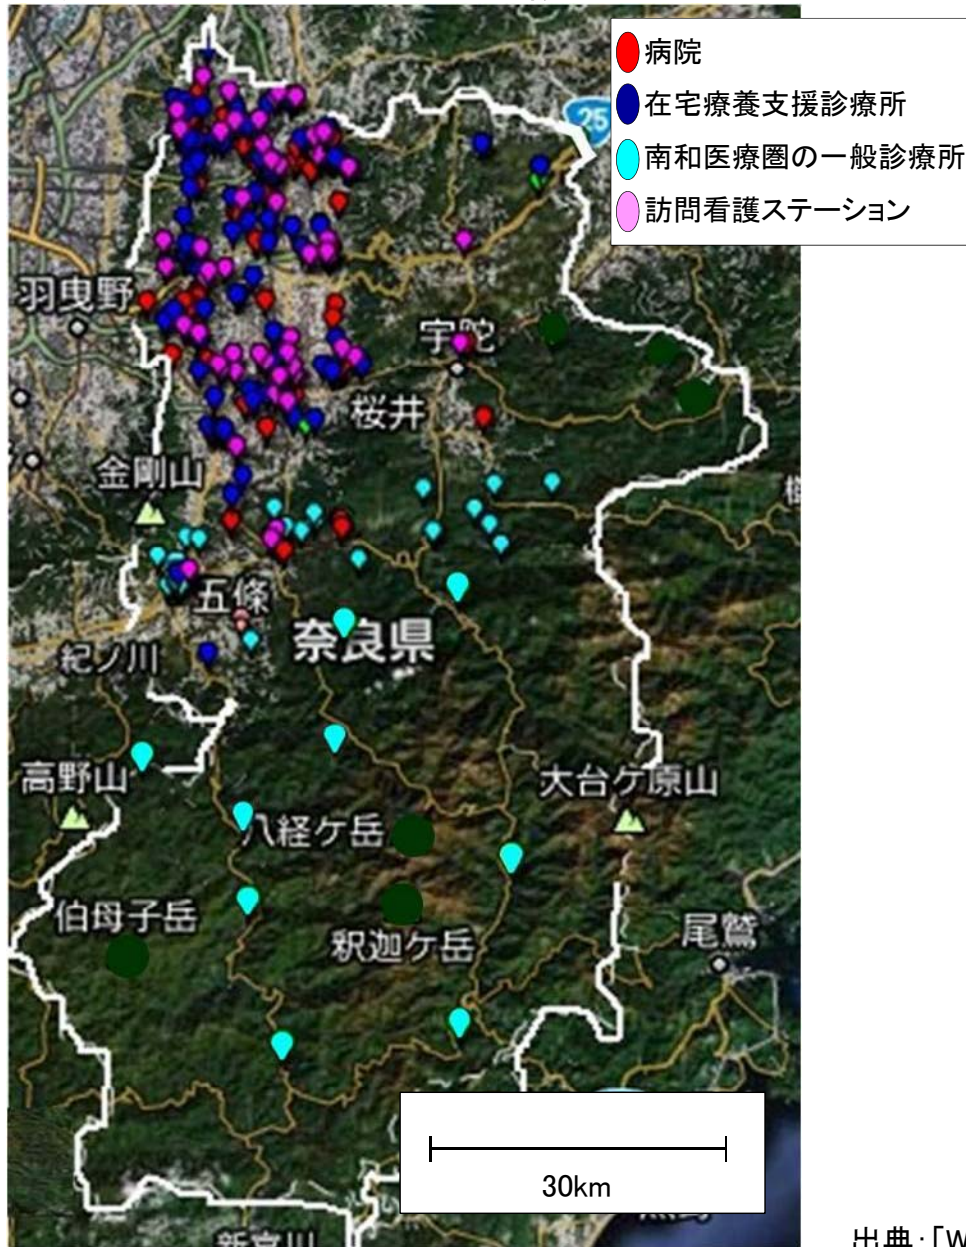 病院
在宅療養支援診療所
南和医療圏の一般診療所
訪問看護ステーション
25
羽曳野
宇陀
桜井
金剛山
五條
奈良県
紀ノ川
高野山
大台ケ原山
八経ケ岳
伯母子岳
釈迦ケ岳
尾鷲
30km
出典:「W